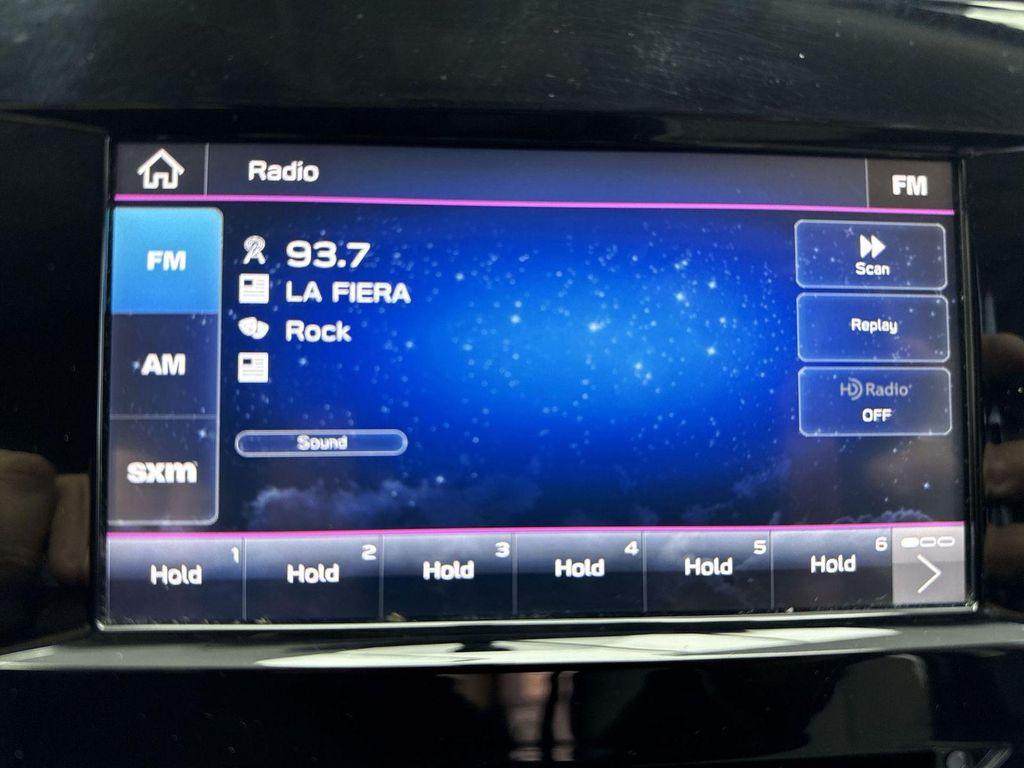 Radio
FM
FM
AM
sxm
93.7
LA FIERA
Rock
Sound
Scan
Replay
HD Radio
OFF
1
Hold
2
Hold
3
Hold
4
Hold
5
Hold
6
Hold